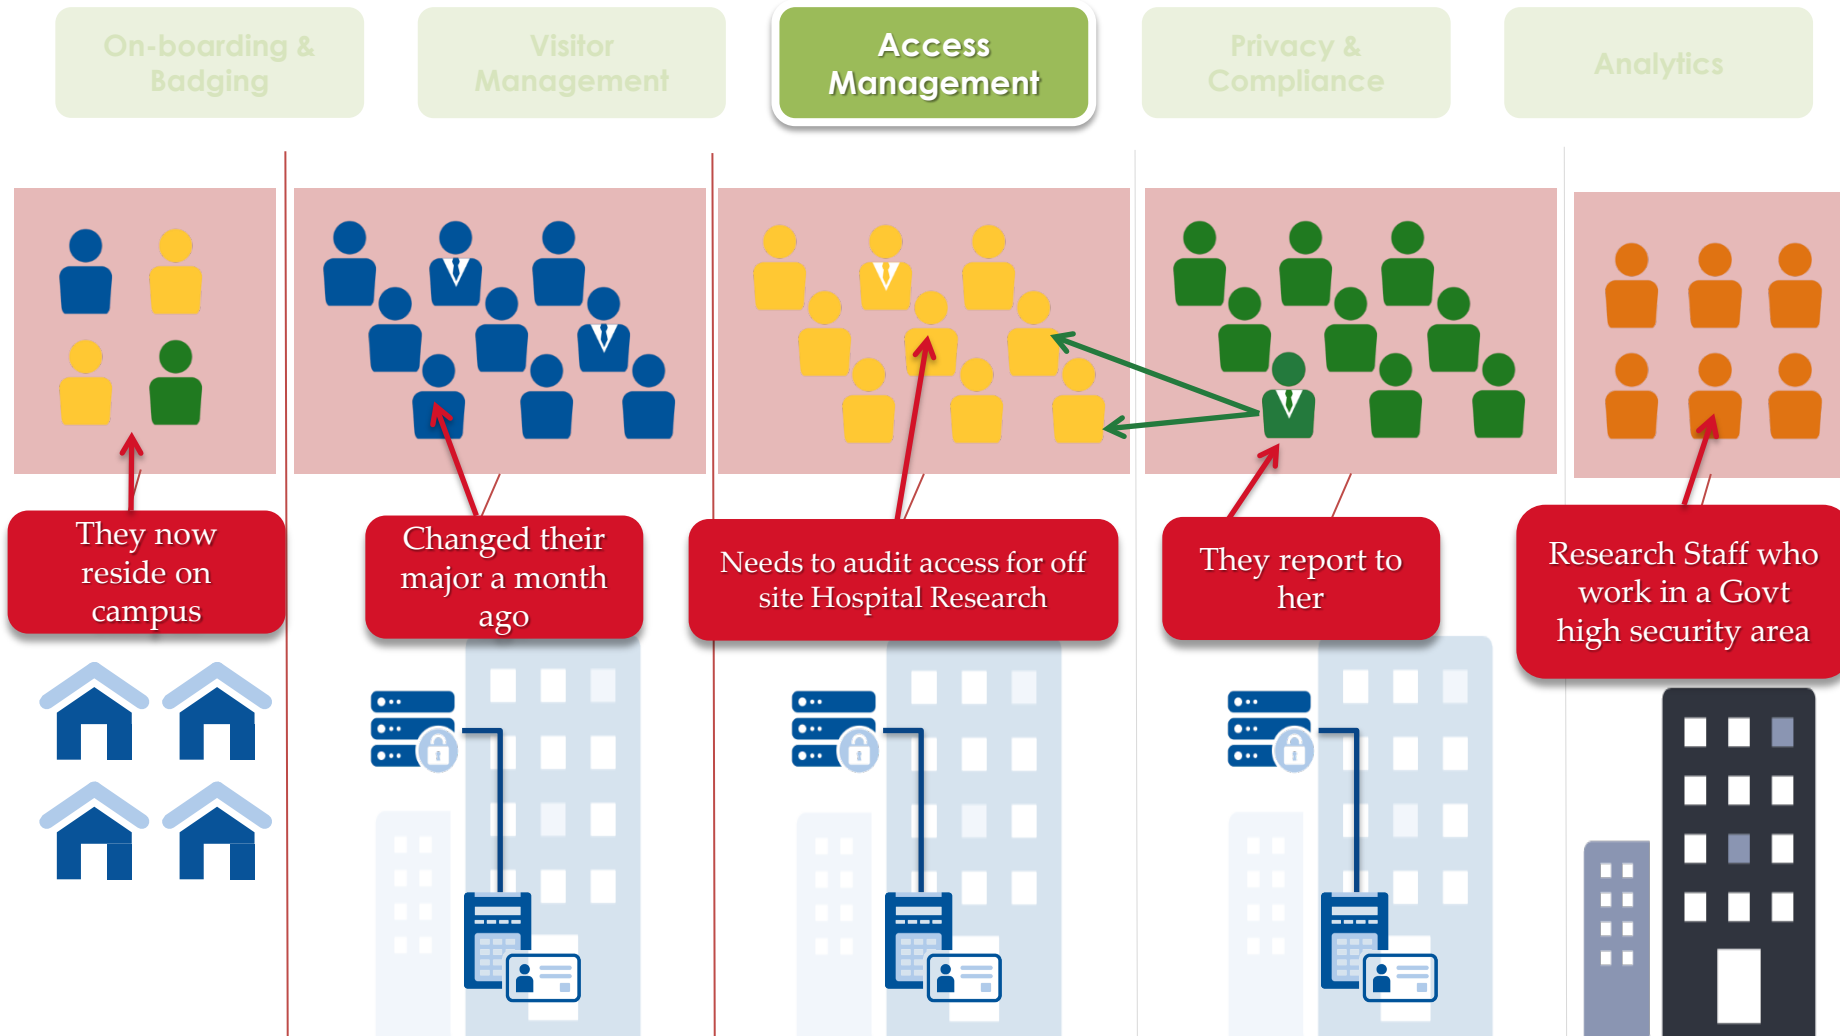 On-boarding &
Badging
Visitor
Management
Access
Management
Privacy &
Compliance
Analytics
They now
reside on
campus
Changed their
major a month
ago
Needs to audit access for off
site Hospital Research
They report to
her
Research Staff who
work in a Govt
high security area